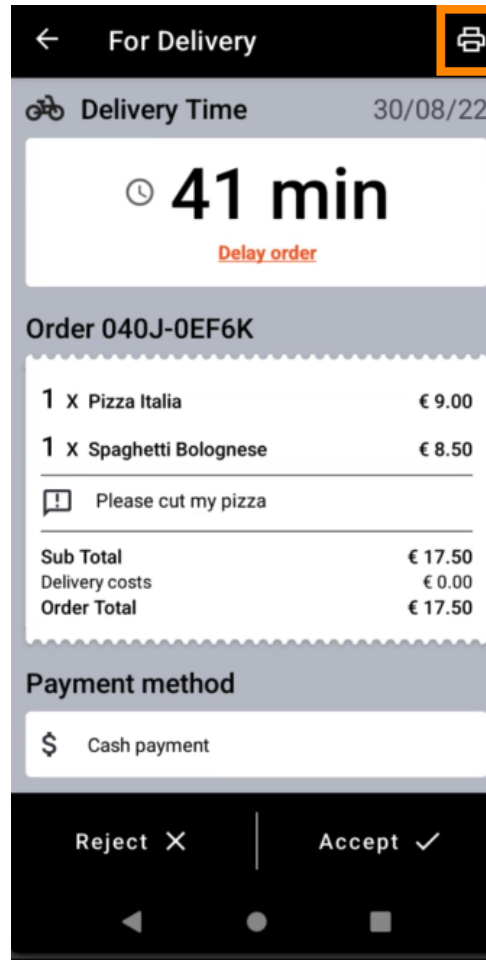 For Delivery
Delivery Time 30/08/22
41 min
Delay order
Order 040J-0EF6K
1 x Pizza Italia € 9.00
1 x Spaghetti Bolognese € 8.50
Please cut my pizza
Sub Total € 17.50
Delivery costs € 0.00
Order Total € 17.50
Payment method
$ Cash payment
Reject Accept